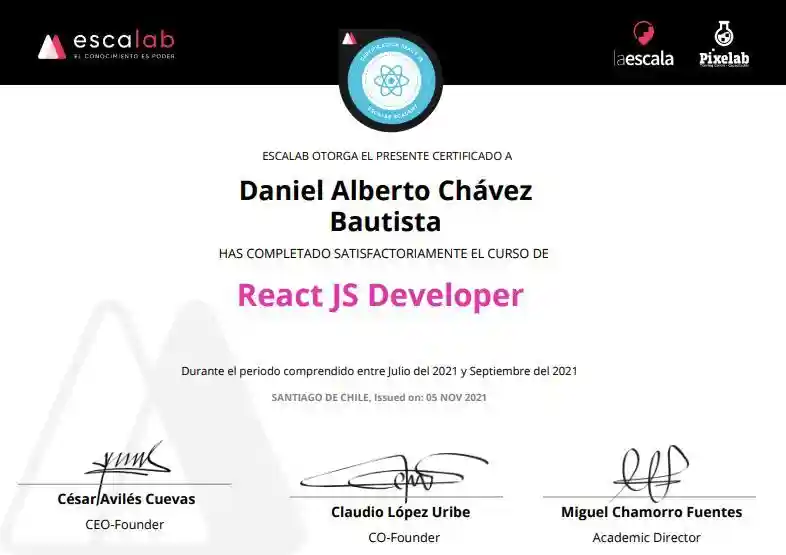 escalab
EL CONOCIMIENTO ES PODER
laescala
Pixelab
CERTIFICATION REACT JS
ESCALAB ACADEMY
ESCALAB OTORGA EL PRESENTE CERTIFICADO A
Daniel Alberto Chávez
Bautista
HAS COMPLETADO SATISFACTORIAMENTE EL CURSO DE
React JS Developer
Durante el periodo comprendido entre Julio del 2021 y Septiembre del 2021
SANTIAGO DE CHILE, Issued on: 05 NOV 2021
César Avilés Cuevas
CEO-Founder
Claudio López Uribe
CO-Founder
Miguel Chamorro Fuentes
Academic Director